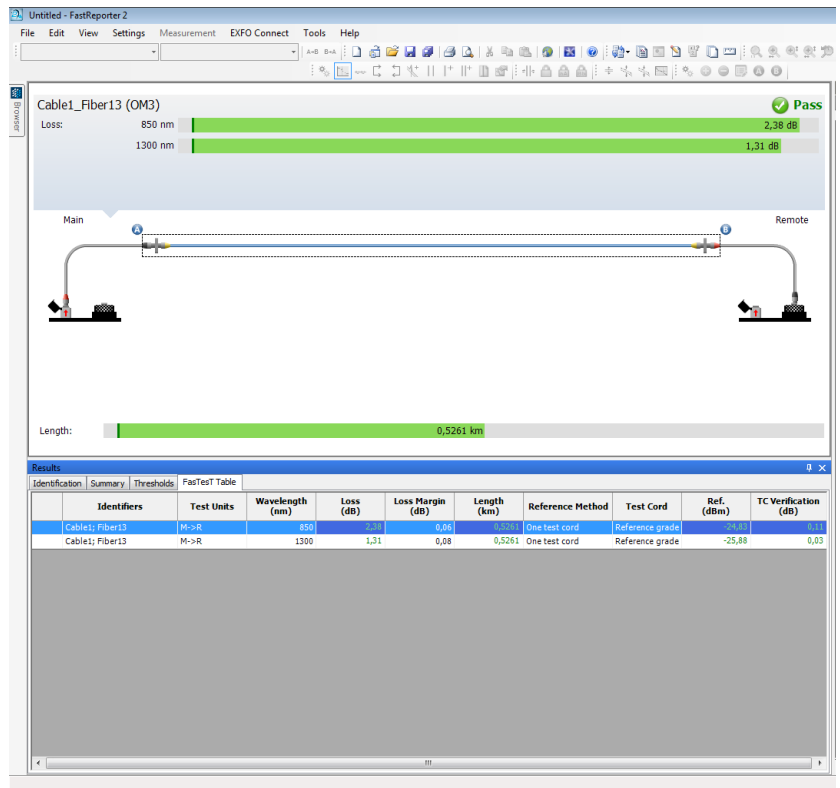 Untitled - FastReporter 2
File Edit View Settings Measurement EXFO Connect Tools Help
A→B B→A
Browser
Cable1_Fiber13 (OM3) Pass
Loss: 850 nm 2,38 dB
1300 nm 1,31 dB
Main A B Remote
Length: 0,5261 km
Results
Identification Summary Thresholds FasTesT Table
Identifiers Test Units Wavelength (nm) Loss (dB) Loss Margin (dB) Length (km) Reference Method Test Cord Ref. (dBm) TC Verification (dB)
Cable1; Fiber13 M->R 850 2,38 0,06 0,5261 One test cord Reference grade -24,83 0,11
Cable1; Fiber13 M->R 1300 1,31 0,08 0,5261 One test cord Reference grade -25,88 0,03